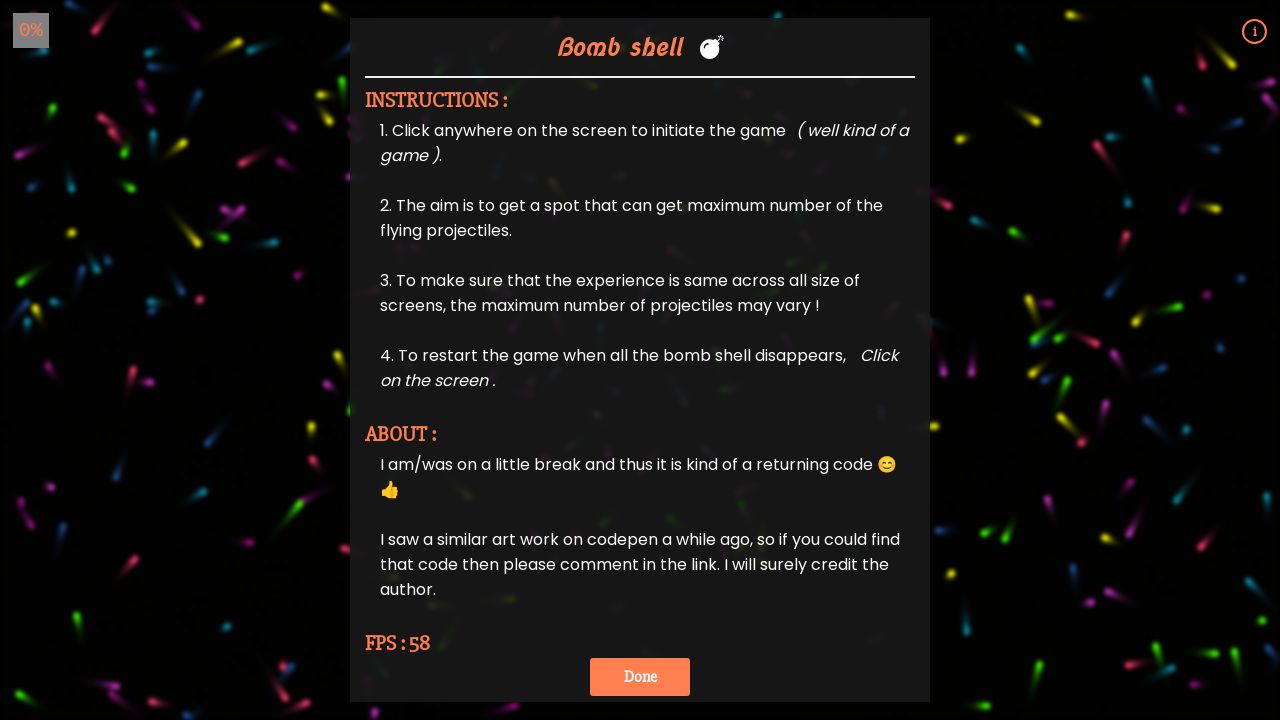 0%
i
Bomb shell 💣
INSTRUCTIONS :
1. Click anywhere on the screen to initiate the game ( well kind of a
game ).
2. The aim is to get a spot that can get maximum number of the
flying projectiles.
3. To make sure that the experience is same across all size of
screens, the maximum number of projectiles may vary !
4. To restart the game when all the bomb shell disappears, Click
on the screen .
ABOUT :
I am/was on a little break and thus it is kind of a returning code 😊
👍
I saw a similar art work on codepen a while ago, so if you could find
that code then please comment in the link. I will surely credit the
author.
FPS : 58
Done